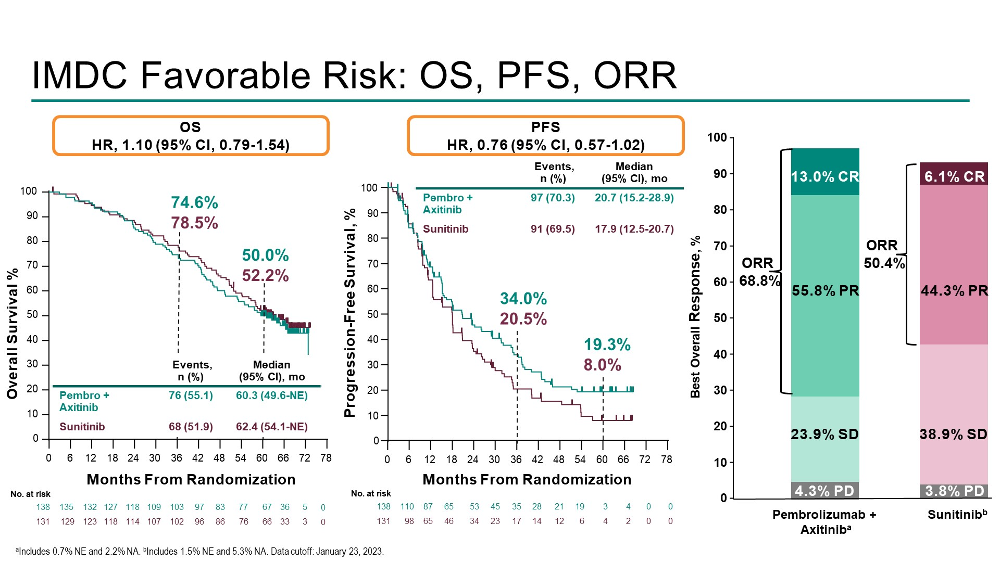 IMDC Favorable Risk: OS, PFS, ORR
OS
HR, 1.10 (95% CI, 0.79-1.54)
Overall Survival %
100
90
80
70
60
50
40
30
20
10
0
74.6%
78.5%
50.0%
52.2%
Events, n (%)
Median (95% CI), mo
Pembro + Axitinib
76 (55.1)
60.3 (49.6-NE)
Sunitinib
68 (51.9)
62.4 (54.1-NE)
0 6 12 18 24 30 36 42 48 54 60 66 72 78
Months From Randomization
No. at risk
138 135 132 127 118 109 103 97 83 77 67 36 5 0
131 129 123 118 114 107 102 96 86 76 66 33 3 0
PFS
HR, 0.76 (95% CI, 0.57-1.02)
Events, n (%)
Median (95% CI), mo
Pembro + Axitinib
97 (70.3)
20.7 (15.2-28.9)
Sunitinib
91 (69.5)
17.9 (12.5-20.7)
Progression-Free Survival, %
100
90
80
70
60
50
40
30
20
10
0
34.0%
20.5%
19.3%
8.0%
0 6 12 18 24 30 36 42 48 54 60 66 72 78
Months From Randomization
No. at risk
138 110 87 65 53 45 35 28 21 19 3 4 0 0
131 98 65 46 34 23 17 14 12 6 4 2 0 0
Best Overall Response, %
100
90
80
70
60
50
40
30
20
10
0
ORR
68.8%
13.0% CR
55.8% PR
23.9% SD
4.3% PD
ORR
50.4%
6.1% CR
44.3% PR
38.9% SD
3.8% PD
Pembrolizumab +
Axitinibᵃ
Sunitinibᵇ
ᵃIncludes 0.7% NE and 2.2% NA. ᵇIncludes 1.5% NE and 5.3% NA. Data cutoff: January 23, 2023.